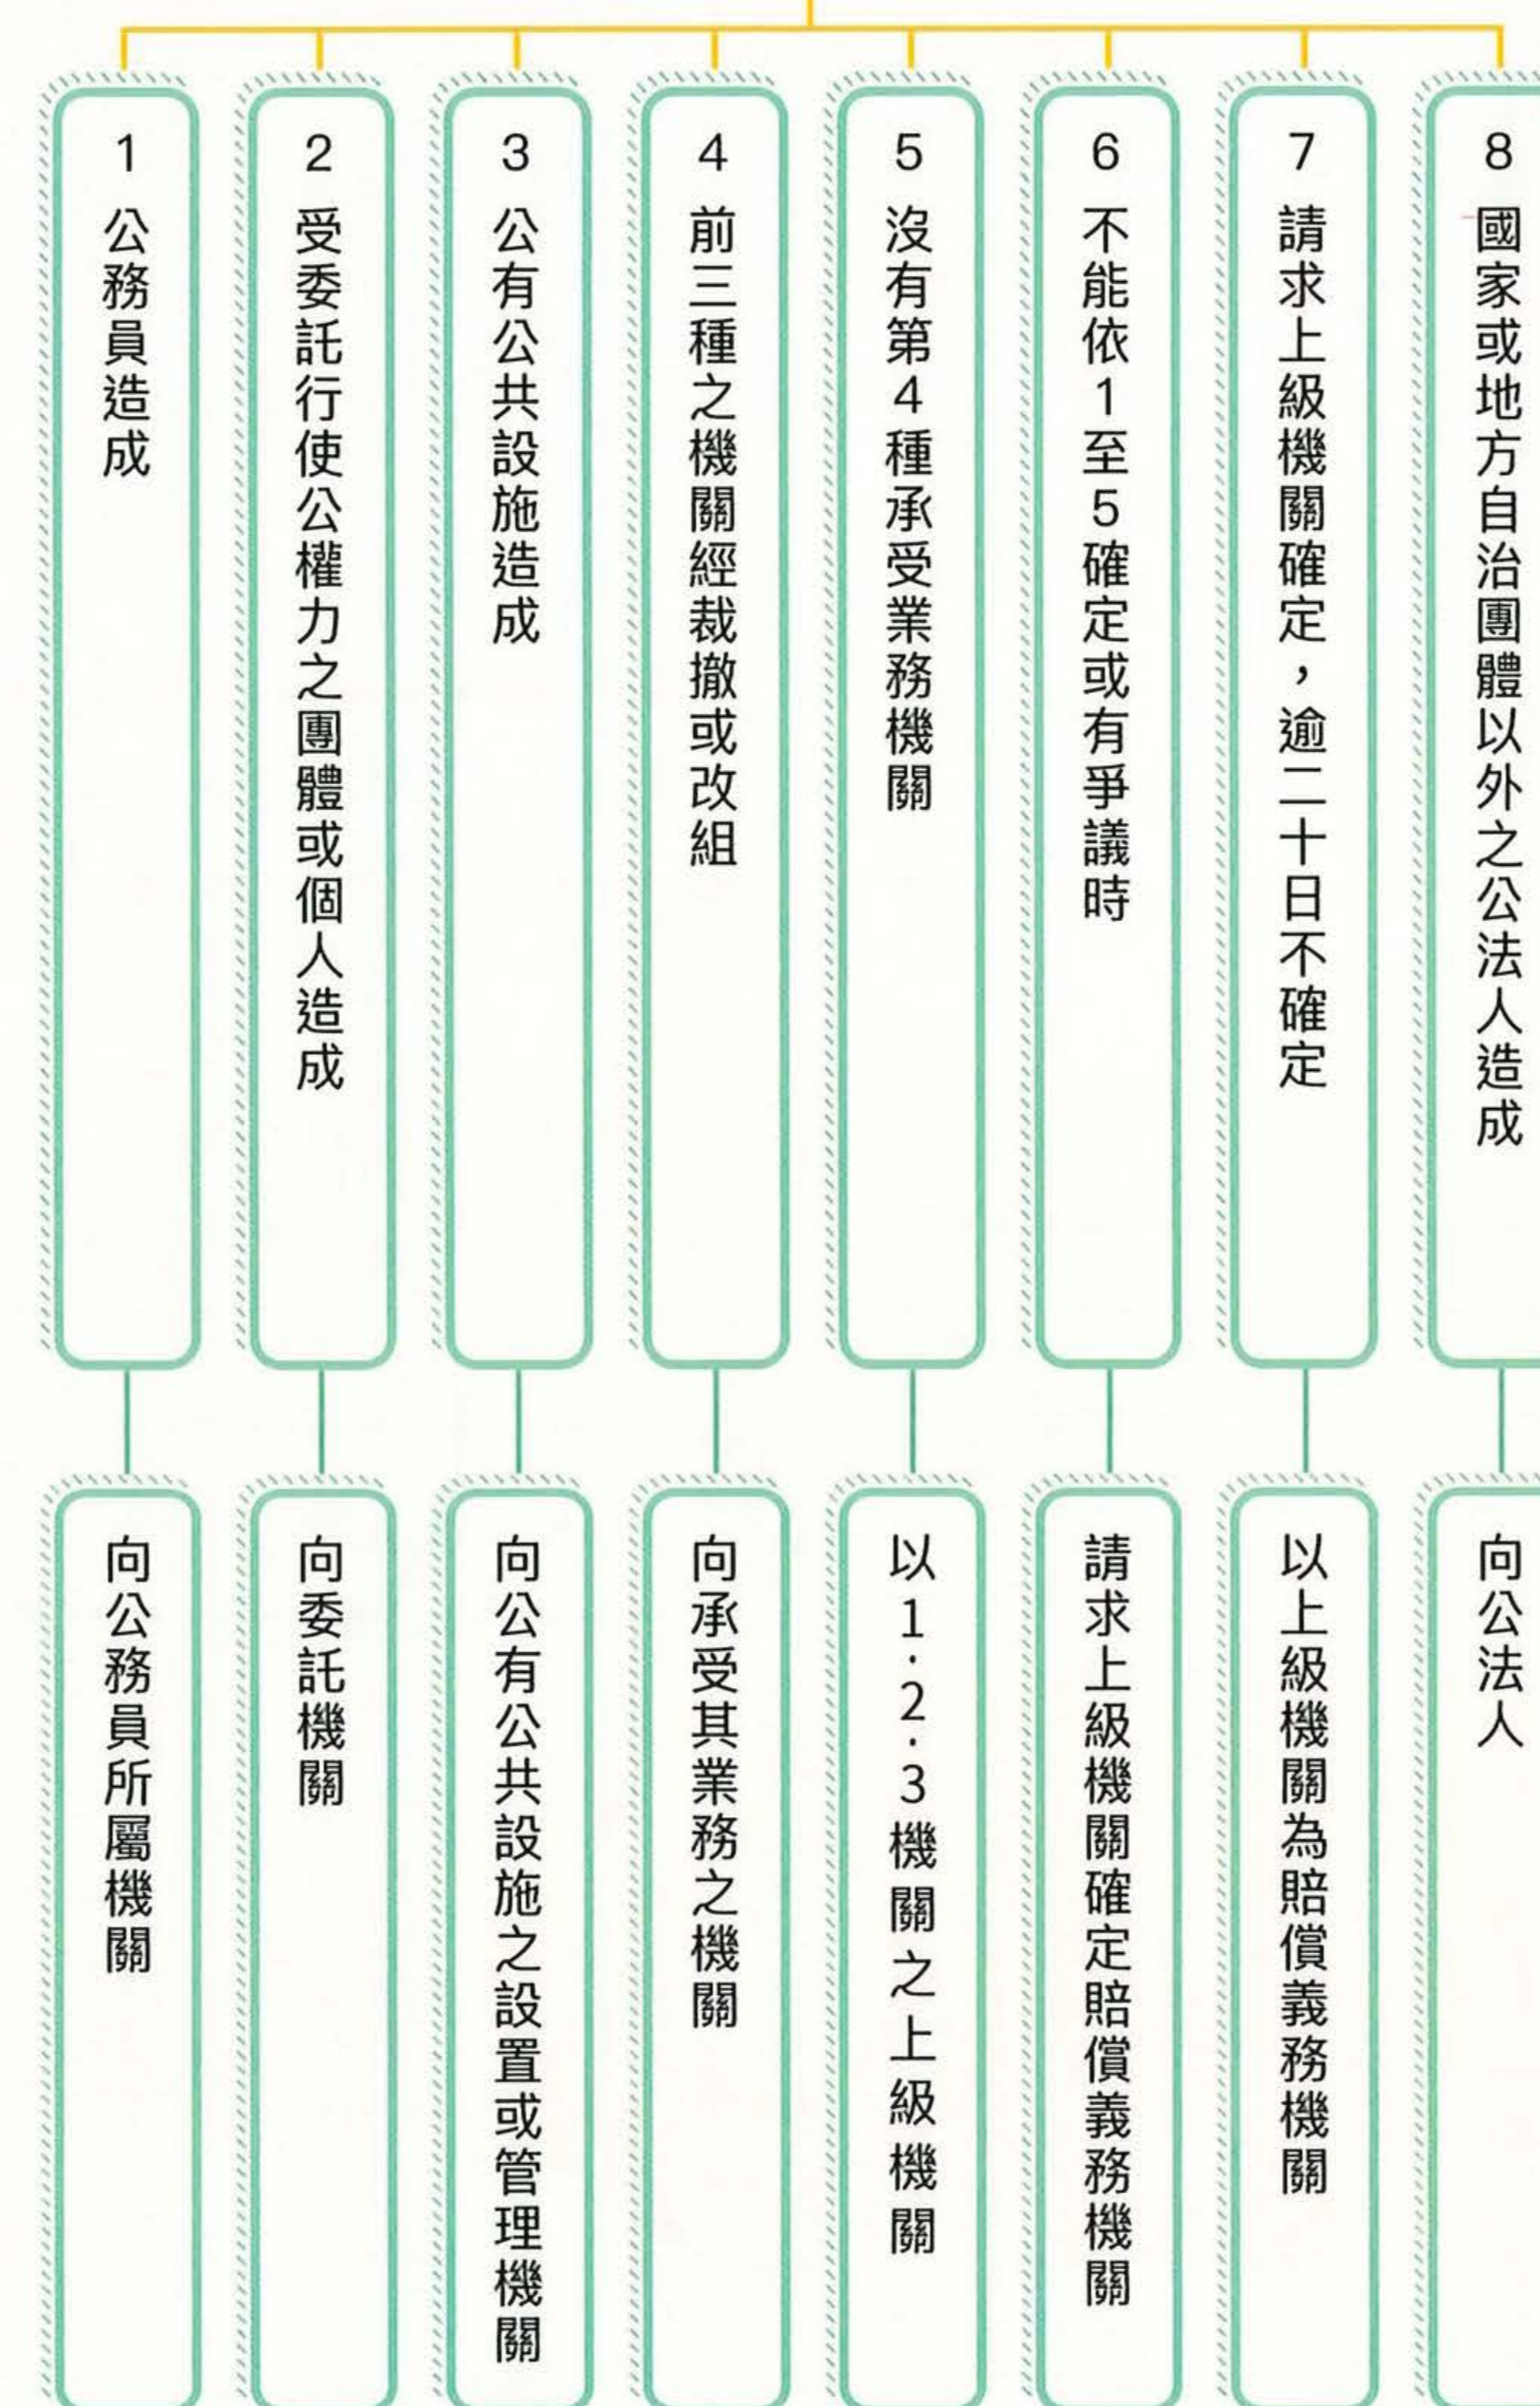 1 公務員造成
向公務員所屬機關
2 受委託行使公權力之團體或個人造成
向委託機關
3 公有公共設施造成
向公有公共設施之設置或管理機關
4 前三種之機關經裁撤或改組
向承受其業務之機關
5 沒有第4種承受業務機關
以1·2·3機關之上級機關
6 不能依1至5確定或有爭議時
請求上級機關確定賠償義務機關
7 請求上級機關確定，逾二十日不確定
以上級機關為賠償義務機關
8 國家或地方自治團體以外之公法人造成
向公法人